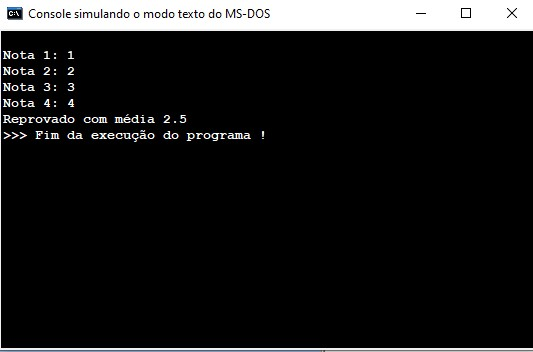 Console simulando o modo texto do MS-DOS
Nota 1: 1
Nota 2: 2
Nota 3: 3
Nota 4: 4
Reprovado com média 2.5
>>> Fim da execução do programa !